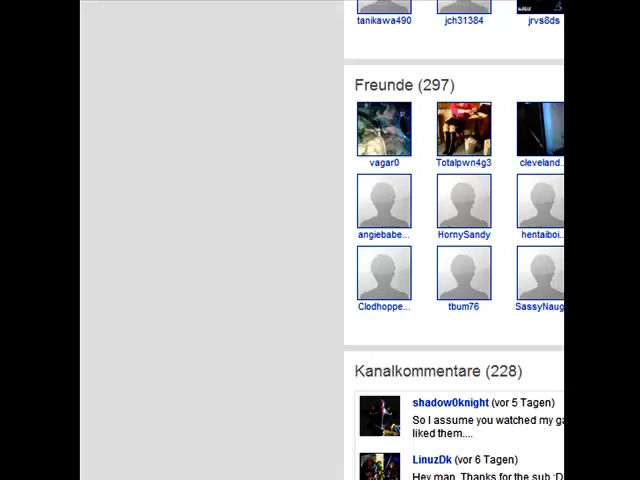 tanikawa490 jch31384 jrvs8ds
Freunde (297)
vagar0 Totalpwn4g3 cleveland...
angiebabe... HornySandy hentaiboi...
Clodhoppe... tbum76 SassyNaug
Kanalkommentare (228)
shadow0knight (vor 5 Tagen)
So I assume you watched my ga
liked them....
LinuzDk (vor 6 Tagen)
Hey man. Thanks for the sub :D